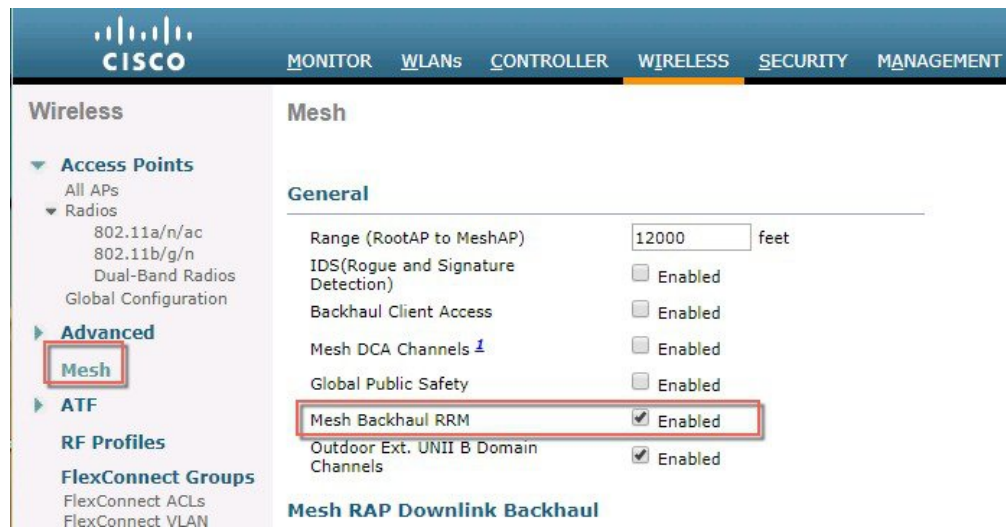 CISCO
MONITOR WLANs CONTROLLER WIRELESS SECURITY MANAGEMENT
Wireless
Access Points
All APs
Radios
802.11a/n/ac
802.11b/g/n
Dual-Band Radios
Global Configuration
Advanced
Mesh
ATF
RF Profiles
FlexConnect Groups
FlexConnect ACLs
FlexConnect VLAN
Mesh
General
Range (RootAP to MeshAP) 12000 feet
IDS(Rogue and Signature
Detection) Enabled
Backhaul Client Access Enabled
Mesh DCA Channels 1 Enabled
Global Public Safety Enabled
Mesh Backhaul RRM Enabled
Outdoor Ext. UNII B Domain
Channels Enabled
Mesh RAP Downlink Backhaul